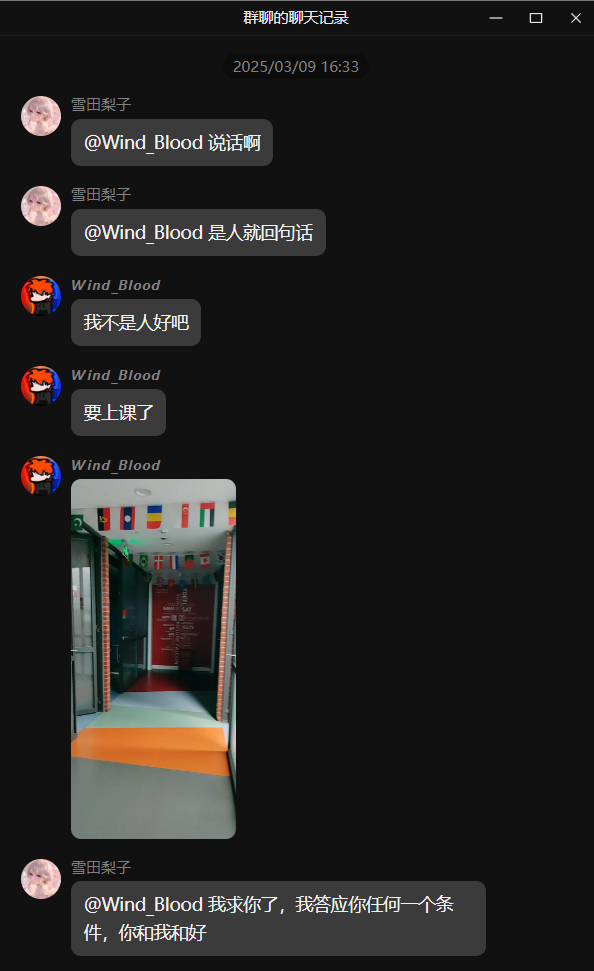 群聊的聊天记录
2025/03/09 16:33
雪田梨子
@Wind_Blood 说话啊
雪田梨子
@Wind_Blood 是人就回句话
Wind_Blood
我不是人好吧
Wind_Blood
要上课了
Wind_Blood
雪田梨子
@Wind_Blood 我求你了，我答应你任何一个条
件，你和我和好